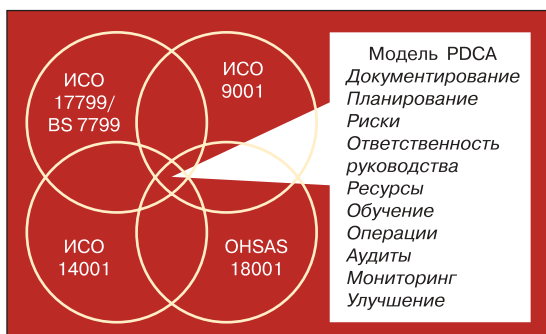 ИСО
17799/
BS 7799
ИСО
9001
ИСО
14001
OHSAS
18001
Модель PDCA
Документирование
Планирование
Риски
Ответственность
руководства
Ресурсы
Обучение
Операции
Аудиты
Мониторинг
Улучшение